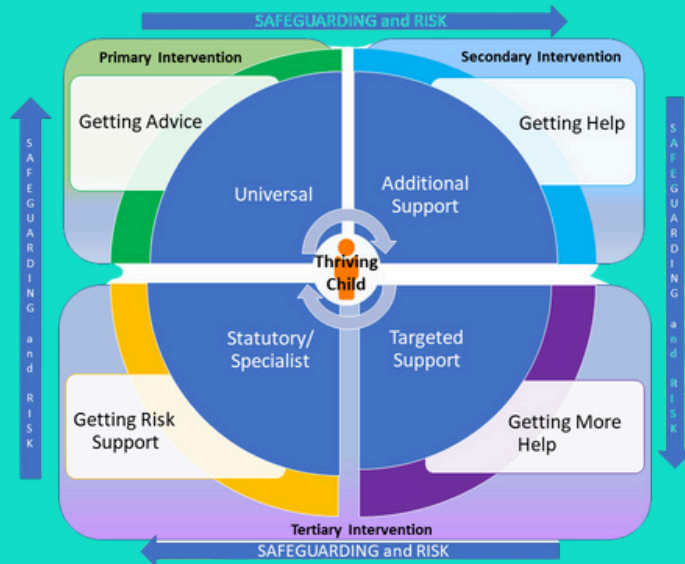 SAFEGUARDING and RISK
Primary Intervention
Secondary Intervention
Getting Advice
Getting Help
Universal
Additional
Support
SAFEGUARDING and RISK
SAFEGUARDING and RISK
Thriving
Child
Statutory/
Specialist
Targeted
Support
Getting Risk
Support
Getting More
Help
Tertiary Intervention
SAFEGUARDING and RISK